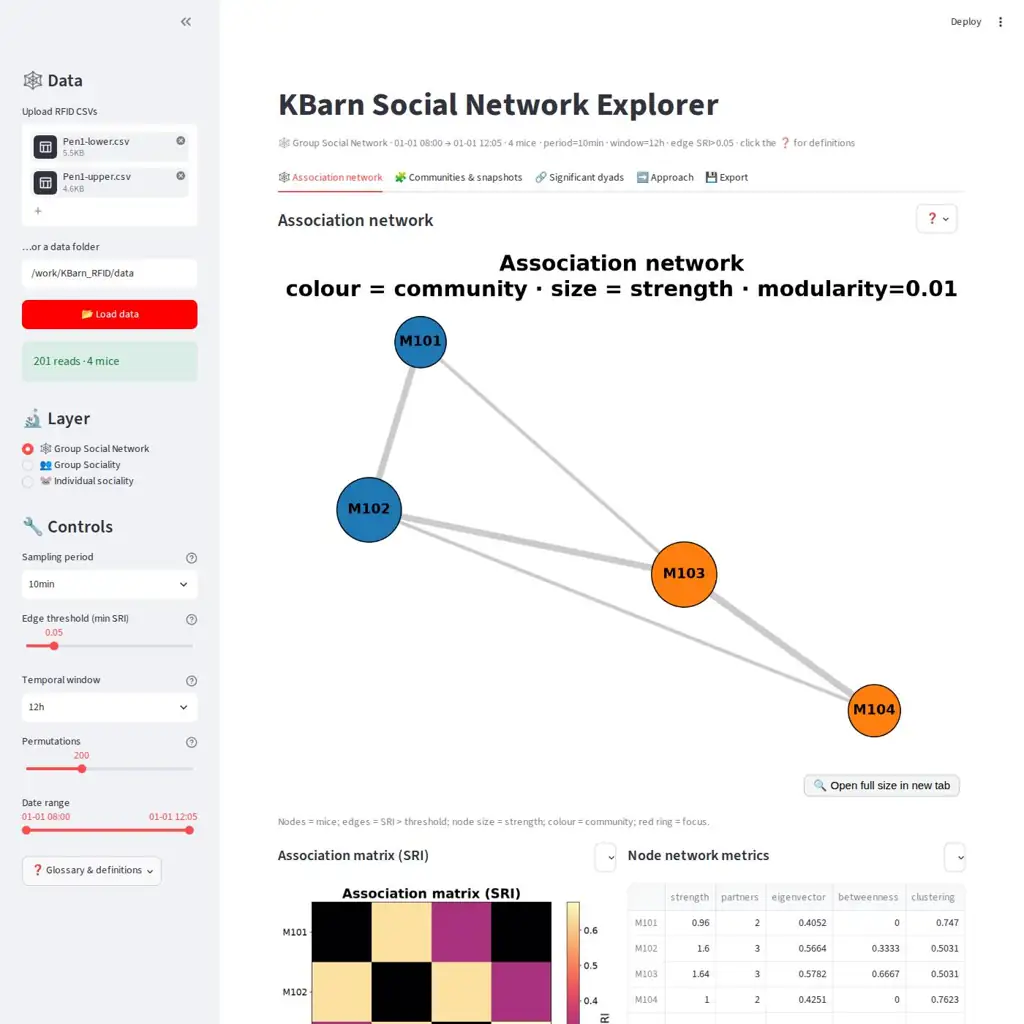 Deploy
Data
Upload RFID CSVs
Pen1-lower.csv
5.5KB
Pen1-upper.csv
4.6KB
+
...or a data folder
/work/KBarn_RFID/data
Load data
201 reads · 4 mice
Layer
Group Social Network
Group Sociality
Individual sociality
Controls
Sampling period
10min
Edge threshold (min SRI)
0.05
Temporal window
12h
Permutations
200
Date range
01-01 08:00 01-01 12:05
Glossary & definitions
KBarn Social Network Explorer
Group Social Network · 01-01 08:00 → 01-01 12:05 · 4 mice · period=10min · window=12h · edge SRI>0.05 · click the ❓ for definitions
Association network Communities & snapshots Significant dyads Approach Export
Association network
Association network
colour = community · size = strength · modularity=0.01
M101
M102
M103
M104
Open full size in new tab
Nodes = mice; edges = SRI > threshold; node size = strength; colour = community; red ring = focus.
Association matrix (SRI)
Association matrix (SRI)
M101
M102
0.6
0.5
0.4
RI
Node network metrics
strength partners eigenvector betweenness clustering
M101 0.96 2 0.4052 0 0.747
M102 1.6 3 0.5664 0.3333 0.5031
M103 1.64 3 0.5782 0.6667 0.5031
M104 1 2 0.4251 0 0.7623